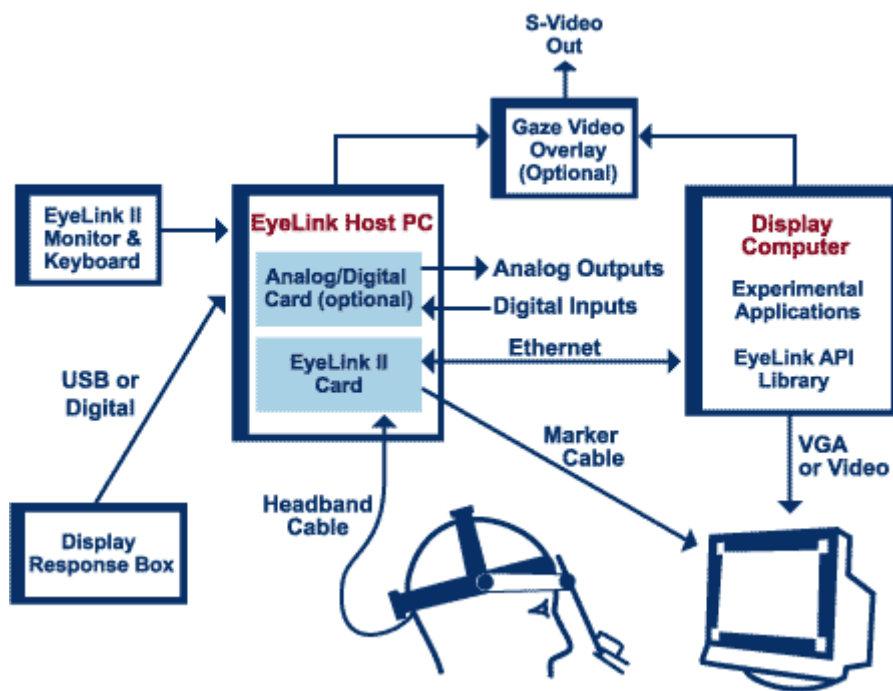 S-Video
Out
Gaze Video
Overlay
(Optional)
EyeLink II
Monitor &
Keyboard
EyeLink Host PC
Analog/Digital
Card (optional)
Analog Outputs
Digital Inputs
Ethernet
EyeLink II
Card
Display
Computer
Experimental
Applications
EyeLink API
Library
USB or
Digital
Marker
Cable
VGA
or Video
Headband
Cable
Display
Response Box